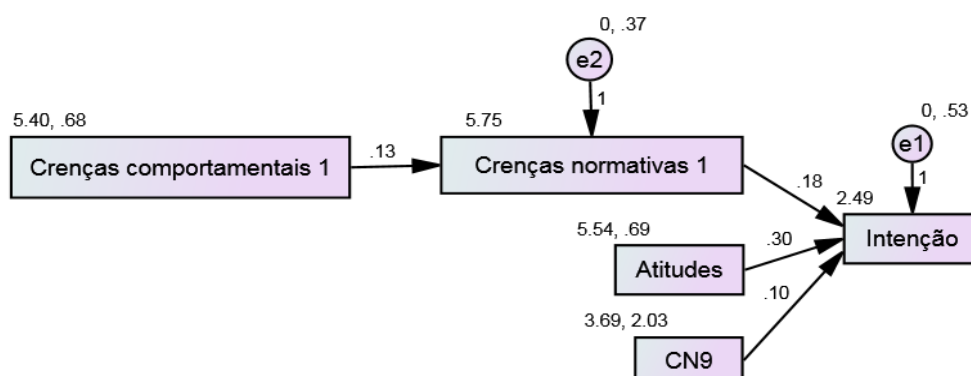 0, .37
e2
1
5.40, .68
5.75
0, .53
Crenças comportamentais 1
.13
Crenças normativas 1
e1
1
.18
2.49
5.54, .69
.30
Intenção
Atitudes
.10
3.69, 2.03
CN9